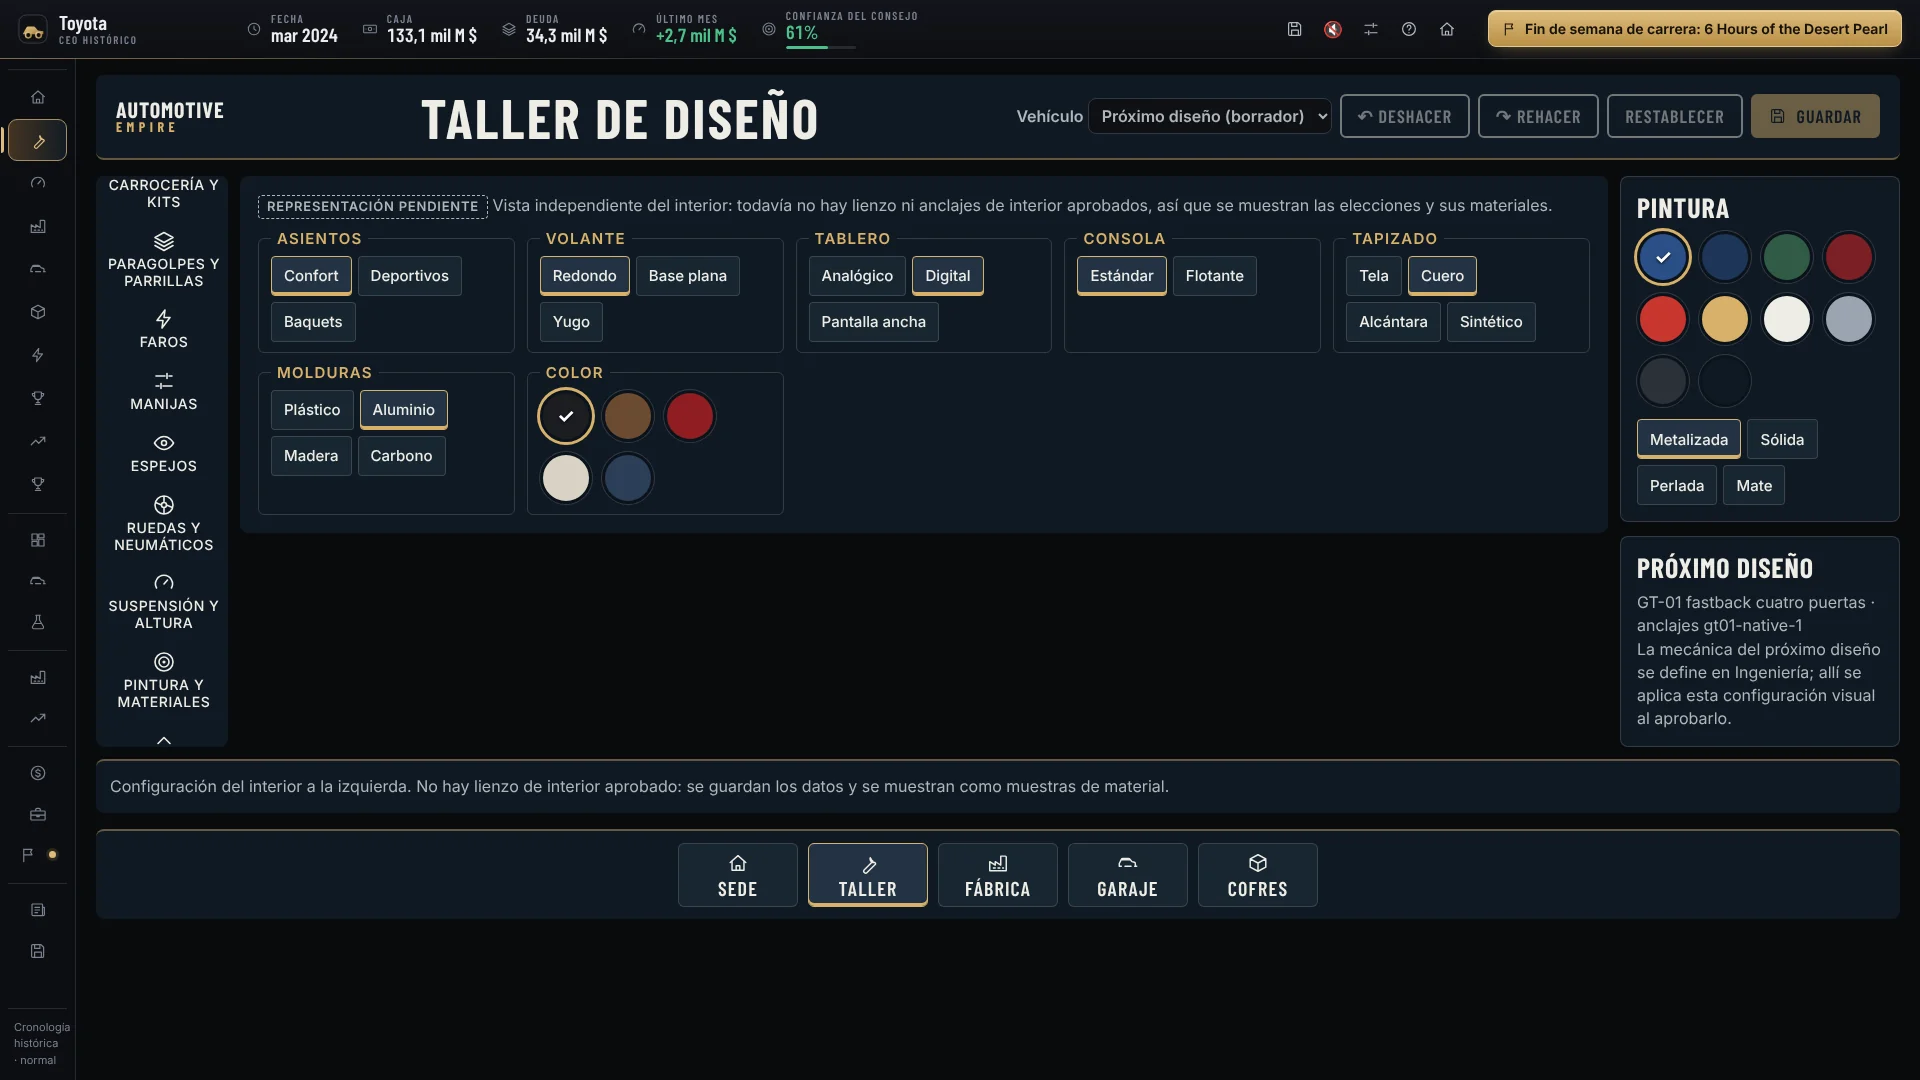 Toyota
CEO HISTÓRICO
FECHA
mar 2024
CAJA
133,1 mil M $
DEUDA
34,3 mil M $
ÚLTIMO MES
+2,7 mil M $
CONFIANZA DEL CONSEJO
61%
Fin de semana de carrera: 6 Hours of the Desert Pearl
AUTOMOTIVE
EMPIRE
TALLER DE DISEÑO
Vehículo
Próximo diseño (borrador)
DESHACER
REHACER
RESTABLECER
GUARDAR
CARROCERÍA Y
KITS
PARAGOLPES Y
PARRILLAS
FAROS
MANIJAS
ESPEJOS
RUEDAS Y
NEUMÁTICOS
SUSPENSIÓN Y
ALTURA
PINTURA Y
MATERIALES
REPRESENTACIÓN PENDIENTE Vista independiente del interior: todavía no hay lienzo ni anclajes de interior aprobados, así que se muestran las elecciones y sus materiales.
ASIENTOS
Confort
Deportivos
Baquets
VOLANTE
Redondo
Base plana
Yugo
TABLERO
Analógico
Digital
Pantalla ancha
CONSOLA
Estándar
Flotante
TAPIZADO
Tela
Cuero
Alcántara
Sintético
MOLDURAS
Plástico
Aluminio
Madera
Carbono
COLOR
PINTURA
Metalizada
Sólida
Perlada
Mate
PRÓXIMO DISEÑO
GT-01 fastback cuatro puertas ·
anclajes gt01-native-1
La mecánica del próximo diseño
se define en Ingeniería; allí se
aplica esta configuración visual
al aprobarlo.
Configuración del interior a la izquierda. No hay lienzo de interior aprobado: se guardan los datos y se muestran como muestras de material.
SEDE
TALLER
FÁBRICA
GARAJE
COFRES
Cronología
histórica
· normal